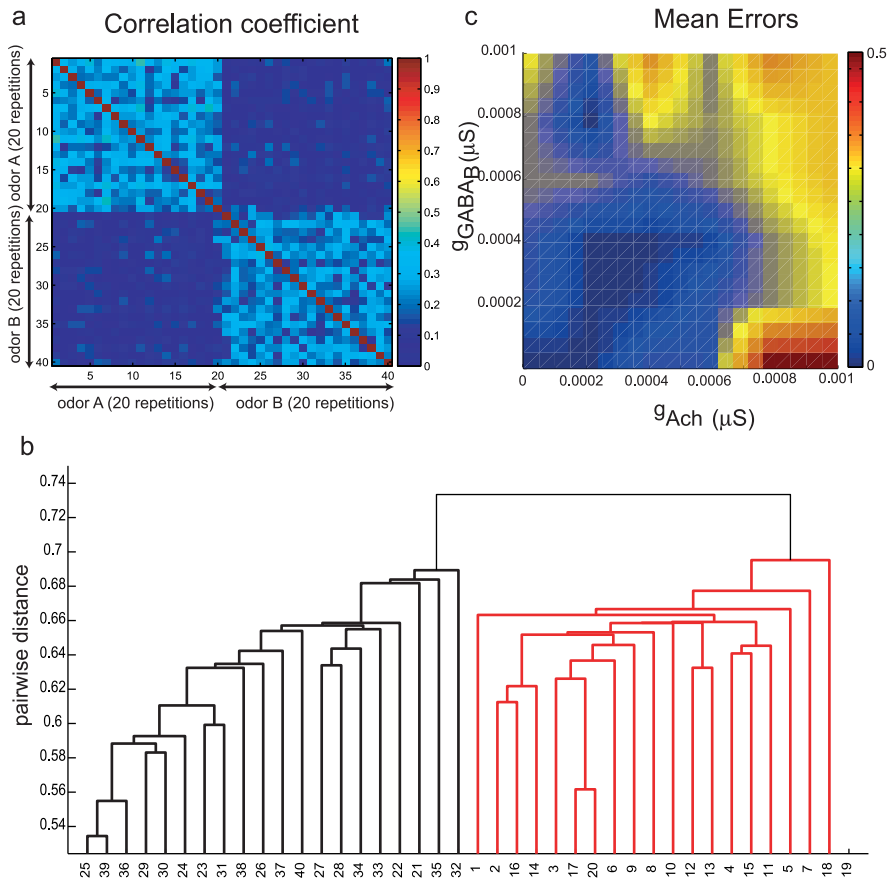 a
Correlation coefficient
odor B (20 repetitions) odor A (20 repetitions)
5
10
15
20
25
30
35
40
5 10 15 20 25 30 35 40
odor A (20 repetitions) odor B (20 repetitions)
1
0.9
0.8
0.7
0.6
0.5
0.4
0.3
0.2
0.1
0
c
Mean Errors
gGABAB (μS)
0.001
0.0008
0.0006
0.0004
0.0002
0 0.0002 0.0004 0.0006 0.0008 0.001
gAch (μS)
0.5
0
b
pairwise distance
0.74
0.72
0.7
0.68
0.66
0.64
0.62
0.6
0.58
0.56
0.54
25 39 36 29 30 24 23 31 38 26 37 40 27 28 34 33 22 21 35 32 1 2 16 14 3 17 20 6 9 8 10 12 13 4 15 11 5 7 18 19